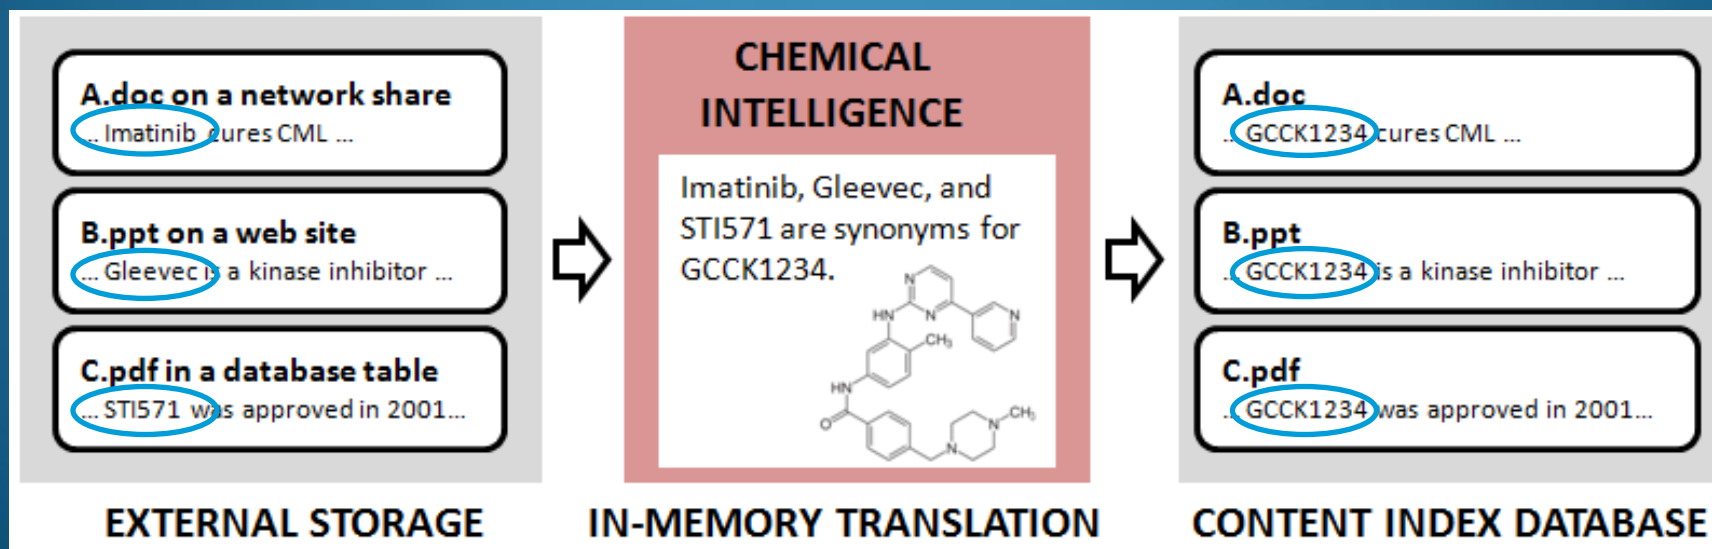 A.doc on a network share
... Imatinib cures CML ...
B.ppt on a web site
... Gleevec is a kinase inhibitor ...
C.pdf in a database table
... STI571 was approved in 2001...
EXTERNAL STORAGE
CHEMICAL
INTELLIGENCE
Imatinib, Gleevec, and
STI571 are synonyms for
GCCK1234.
N
HN
N
N
CH₃
HN
O
N
CH₃
N
IN-MEMORY TRANSLATION
A.doc
... GCCK1234 cures CML ...
B.ppt
... GCCK1234 is a kinase inhibitor ...
C.pdf
... GCCK1234 was approved in 2001...
CONTENT INDEX DATABASE